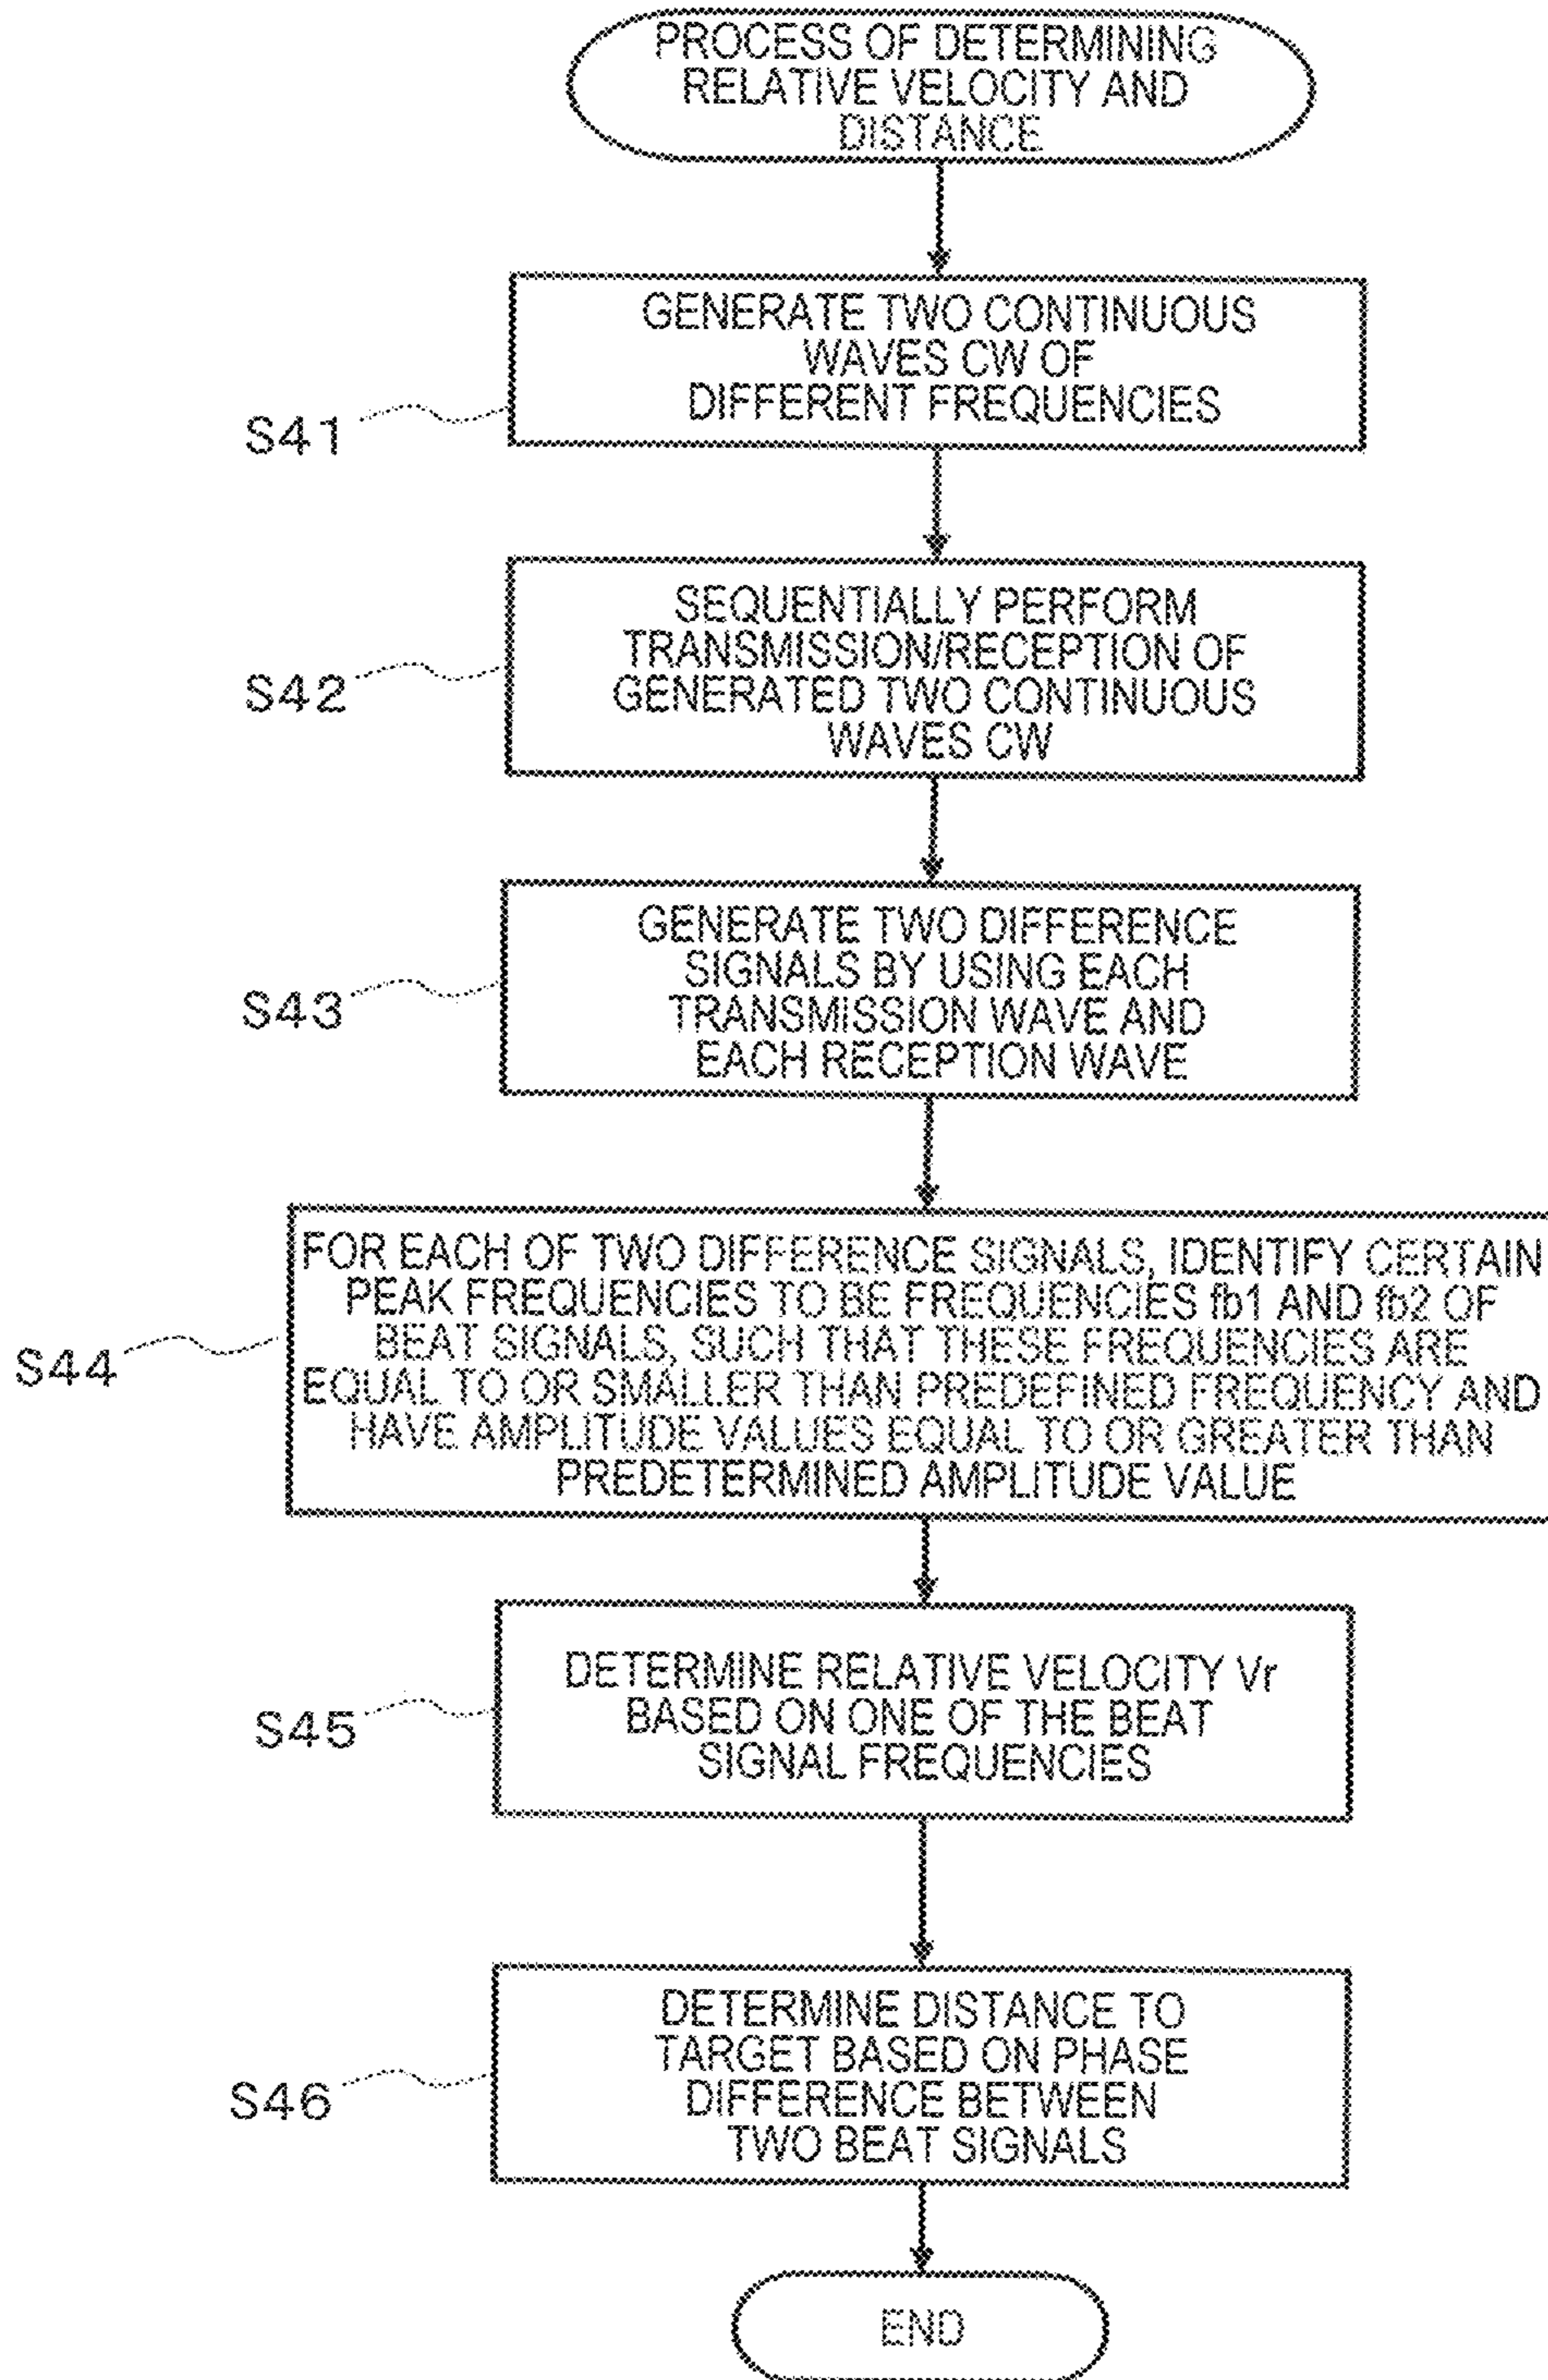 PROCESS OF DETERMINING
RELATIVE VELOCITY AND
DISTANCE
GENERATE TWO CONTINUOUS
WAVES CW OF
DIFFERENT FREQUENCIES
S41
SEQUENTIALLY PERFORM
TRANSMISSION/RECEPTION OF
GENERATED TWO CONTINUOUS
WAVES CW
S42
GENERATE TWO DIFFERENCE
SIGNALS BY USING EACH
TRANSMISSION WAVE AND
EACH RECEPTION WAVE
S43
FOR EACH OF TWO DIFFERENCE SIGNALS, IDENTIFY CERTAIN
PEAK FREQUENCIES TO BE FREQUENCIES fb1 AND fb2 OF
BEAT SIGNALS, SUCH THAT THESE FREQUENCIES ARE
EQUAL TO OR SMALLER THAN PREDEFINED FREQUENCY AND
HAVE AMPLITUDE VALUES EQUAL TO OR GREATER THAN
PREDETERMINED AMPLITUDE VALUE
S44
DETERMINE RELATIVE VELOCITY Vr
BASED ON ONE OF THE BEAT
SIGNAL FREQUENCIES
S45
DETERMINE DISTANCE TO
TARGET BASED ON PHASE
DIFFERENCE BETWEEN
TWO BEAT SIGNALS
S46
END